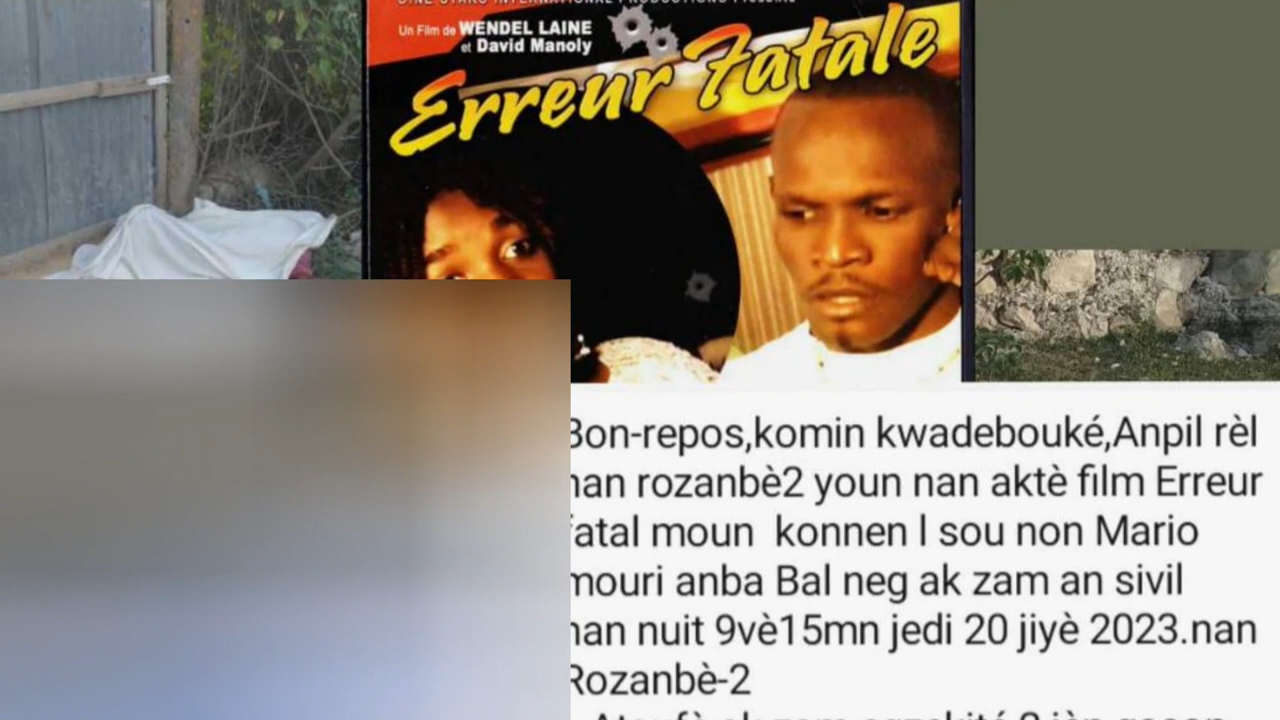 Un Film de WENDEL LAINE
et David Manoly
Erreur Fatale
Bon-repos,komin kwadebouké,Anpil rèl
nan rozanbè2 youn nan aktè film Erreur
fatal moun konnen l sou non Mario
mouri anba Bal neg ak zam an sivil
nan nuit 9vè15mn jedi 20 jiyè 2023.nan
Rozanbè-2